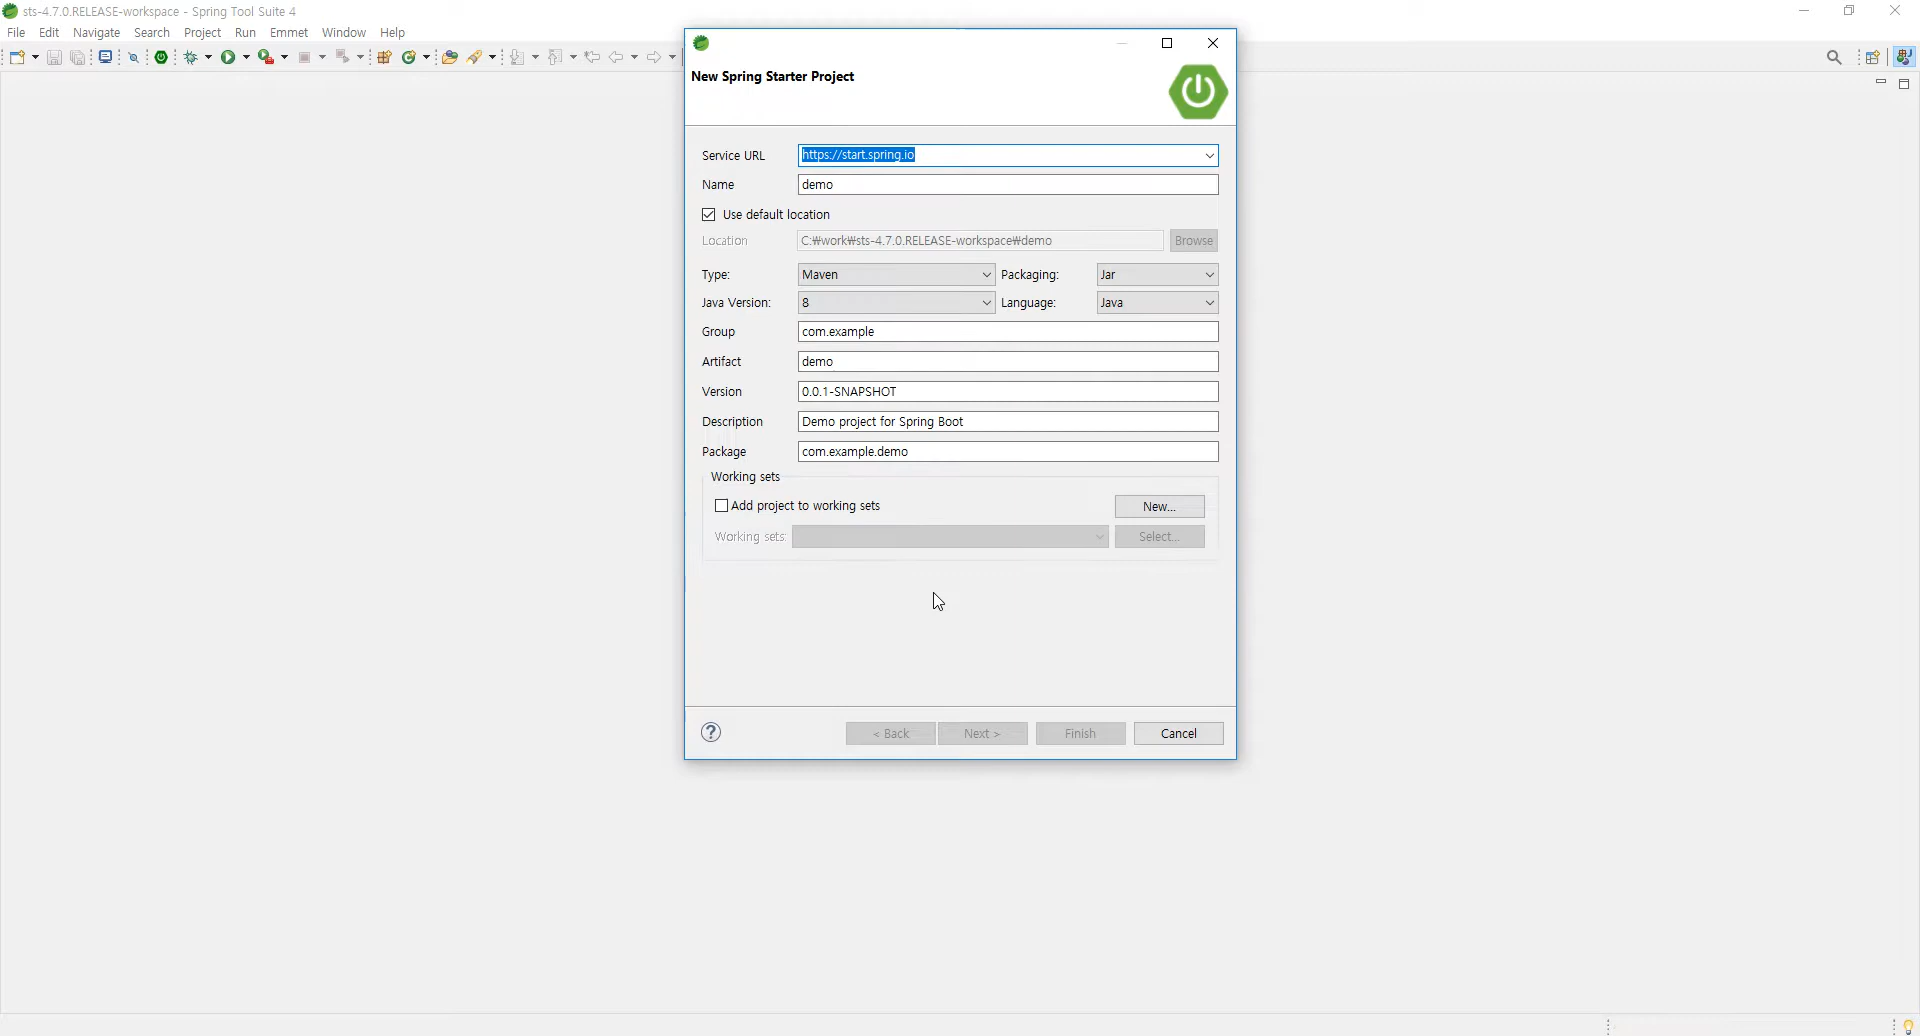 sts-4.7.0.RELEASE-workspace - Spring Tool Suite 4
File Edit Navigate Search Project Run Emmet Window Help
New Spring Starter Project
Service URL https://start.spring.io
Name demo
Use default location
Location C:₩work₩sts-4.7.0.RELEASE-workspace₩demo Browse
Type: Maven Packaging: Jar
Java Version: 8 Language: Java
Group com.example
Artifact demo
Version 0.0.1-SNAPSHOT
Description Demo project for Spring Boot
Package com.example.demo
Working sets
Add project to working sets New...
Working sets: Select...
? < Back Next > Finish Cancel